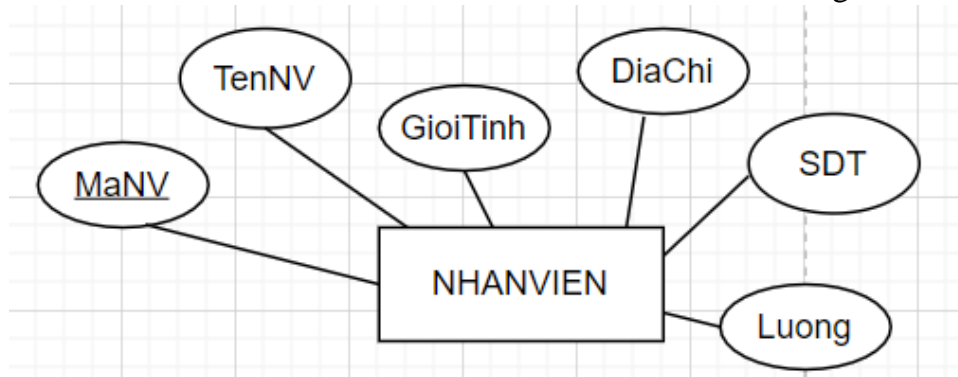 TenNV
DiaChi
GioiTinh
SDT
MaNV
NHANVIEN
Luong